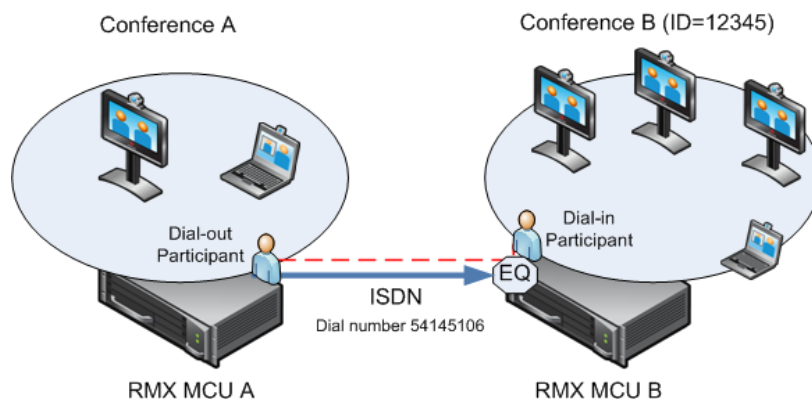 Conference A
Conference B (ID=12345)
Dial-out
Participant
Dial-in
Participant
EQ
ISDN
Dial number 54145106
RMX MCU A
RMX MCU B